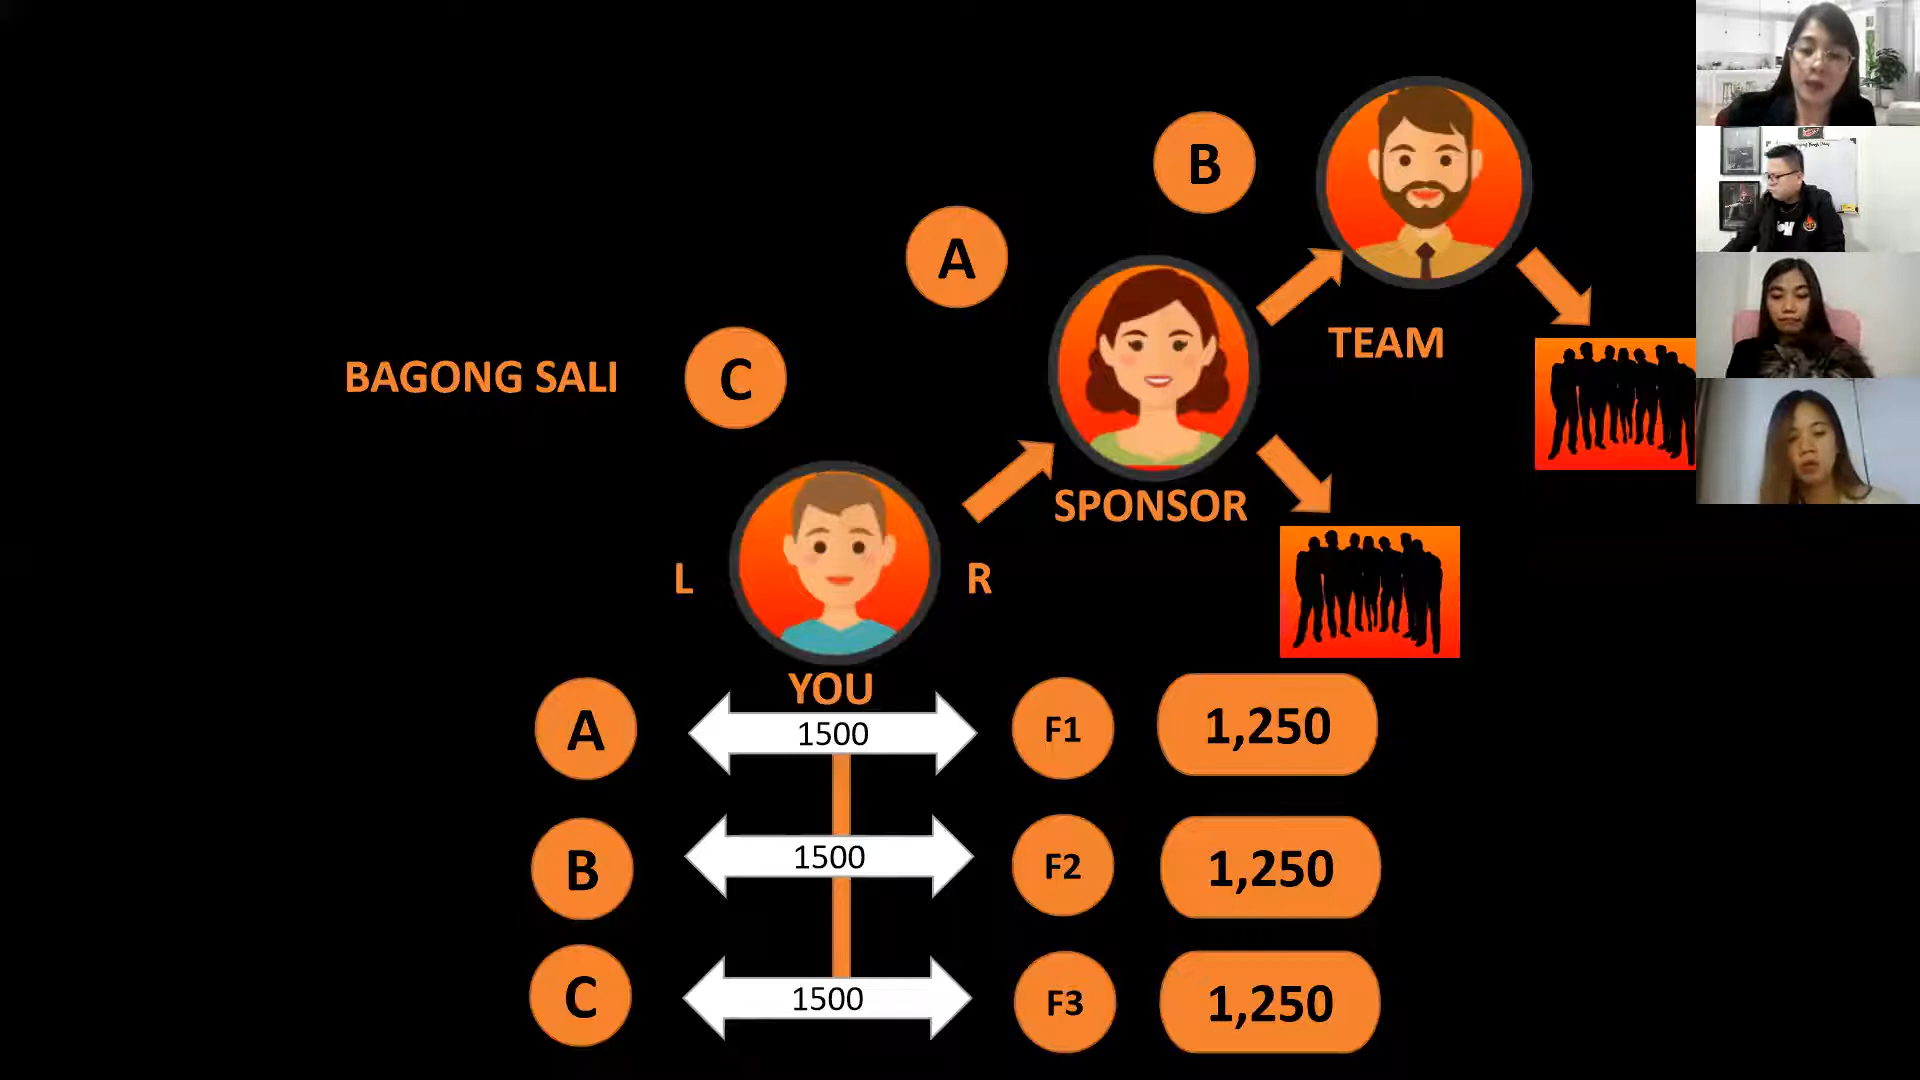 B
A
TEAM
BAGONG SALI
C
SPONSOR
L
R
YOU
A
1500
F1
1,250
B
1500
F2
1,250
C
1500
F3
1,250